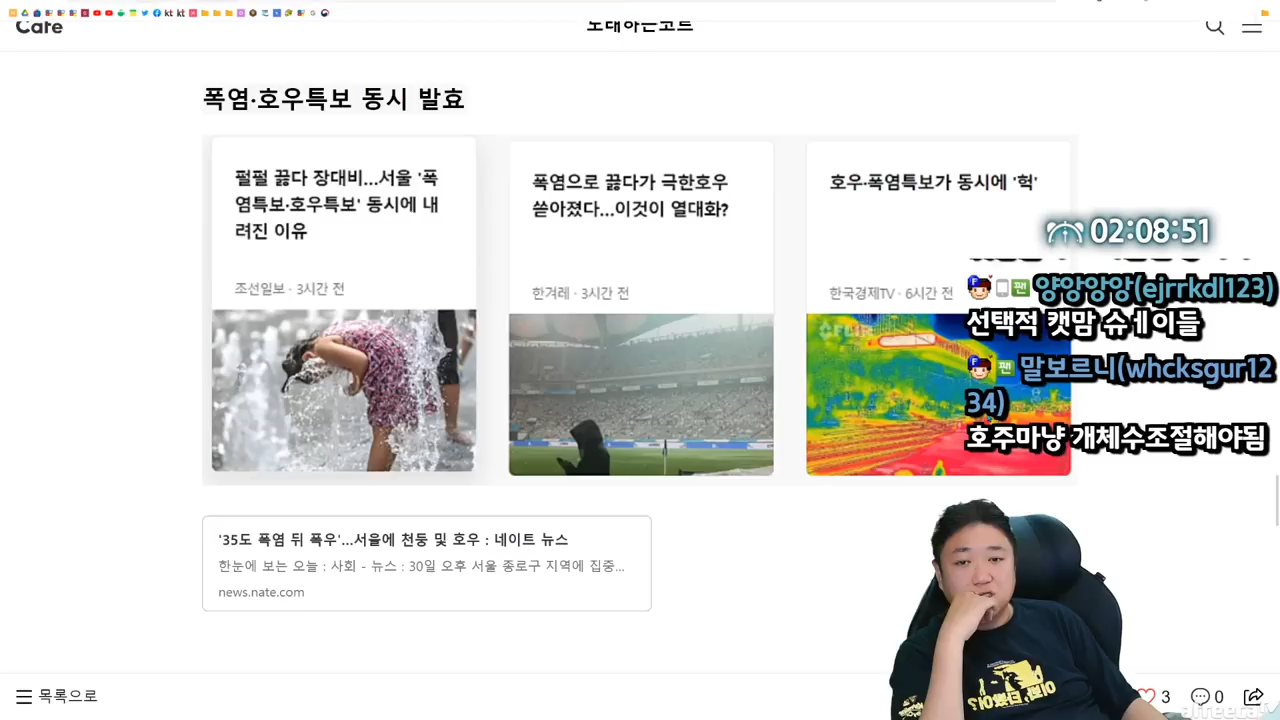 Cafe
노래하는코트
폭염·호우특보 동시 발효
펄펄 끓다 장대비...서울 '폭
염특보·호우특보' 동시에 내
려진 이유
조선일보 · 3시간 전
폭염으로 끓다가 극한호우
쏟아졌다...이것이 열대화?
한겨레 · 3시간 전
호우·폭염특보가 동시에 '헉'
한국경제TV · 6시간 전
02:08:51
양앙앙앙(ejrrkdl123)
선택적 캣맘 슈ㅔ이들
말보르니(whcksgur12
34)
호주마냥 개체수조절해야됨
'35도 폭염 뒤 폭우'...서울에 천둥 및 호우 : 네이트 뉴스
한눈에 보는 오늘 : 사회 - 뉴스 : 30일 오후 서울 종로구 지역에 집중...
news.nate.com
목록으로
3
0
afreecaTV